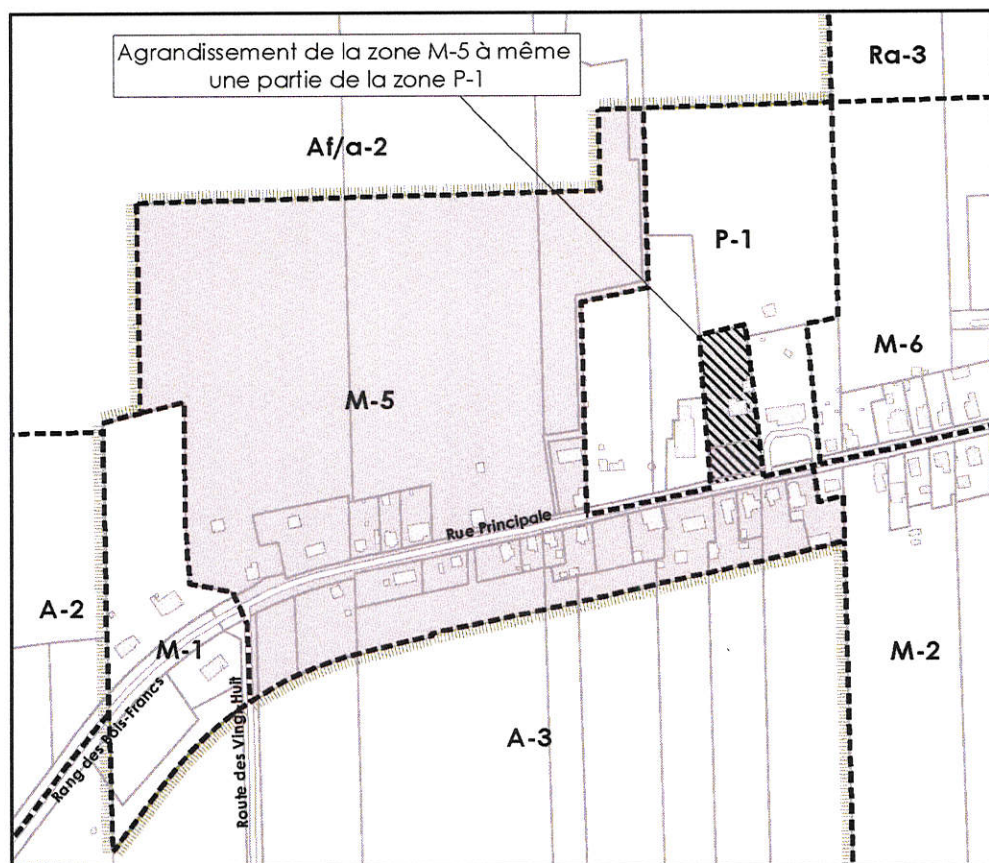 Agrandissement de la zone M-5 à même
une partie de la zone P-1
Ra-3
Af/a-2
P-1
M-6
M-5
Rue Principale
A-2
M-1
M-2
Rang des Bois-Francs
Route des Vingt-Huit
A-3